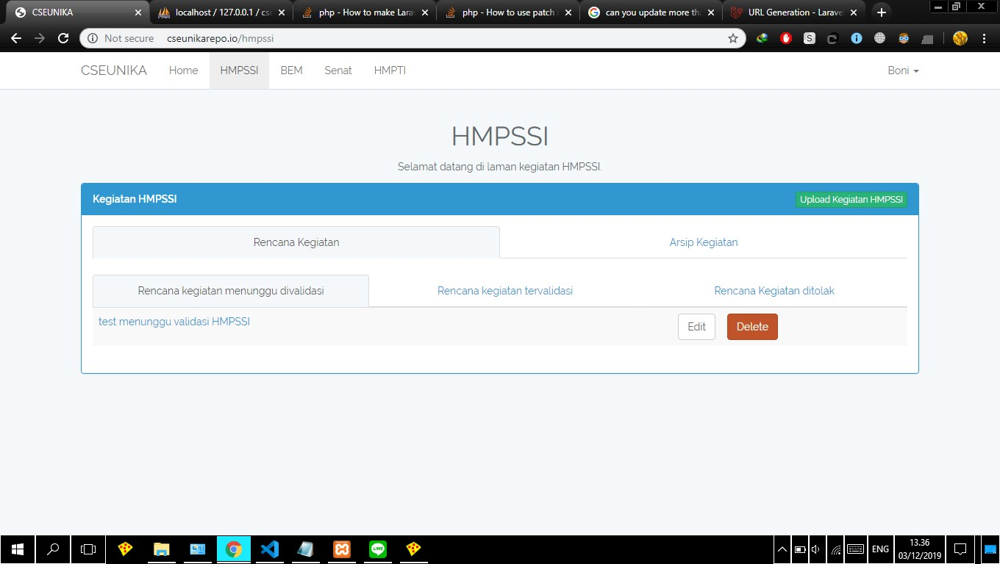 CSEUNIKA
localhost / 127.0.0.1 / cse
php - How to make Lara
php - How to use patch
can you update more th
URL Generation - Larave
Not secure
cseunikarepo.io/hmpssi
CSEUNIKA
Home
HMPSSI
BEM
Senat
HMPTI
Boni
HMPSSI
Selamat datang di laman kegiatan HMPSSI.
Kegiatan HMPSSI
Upload Kegiatan HMPSSI
Rencana Kegiatan
Arsip Kegiatan
Rencana kegiatan menunggu divalidasi
Rencana kegiatan tervalidasi
Rencana Kegiatan ditolak
test menunggu validasi HMPSSI
Edit
Delete
LINE
ENG
13.36
03/12/2019